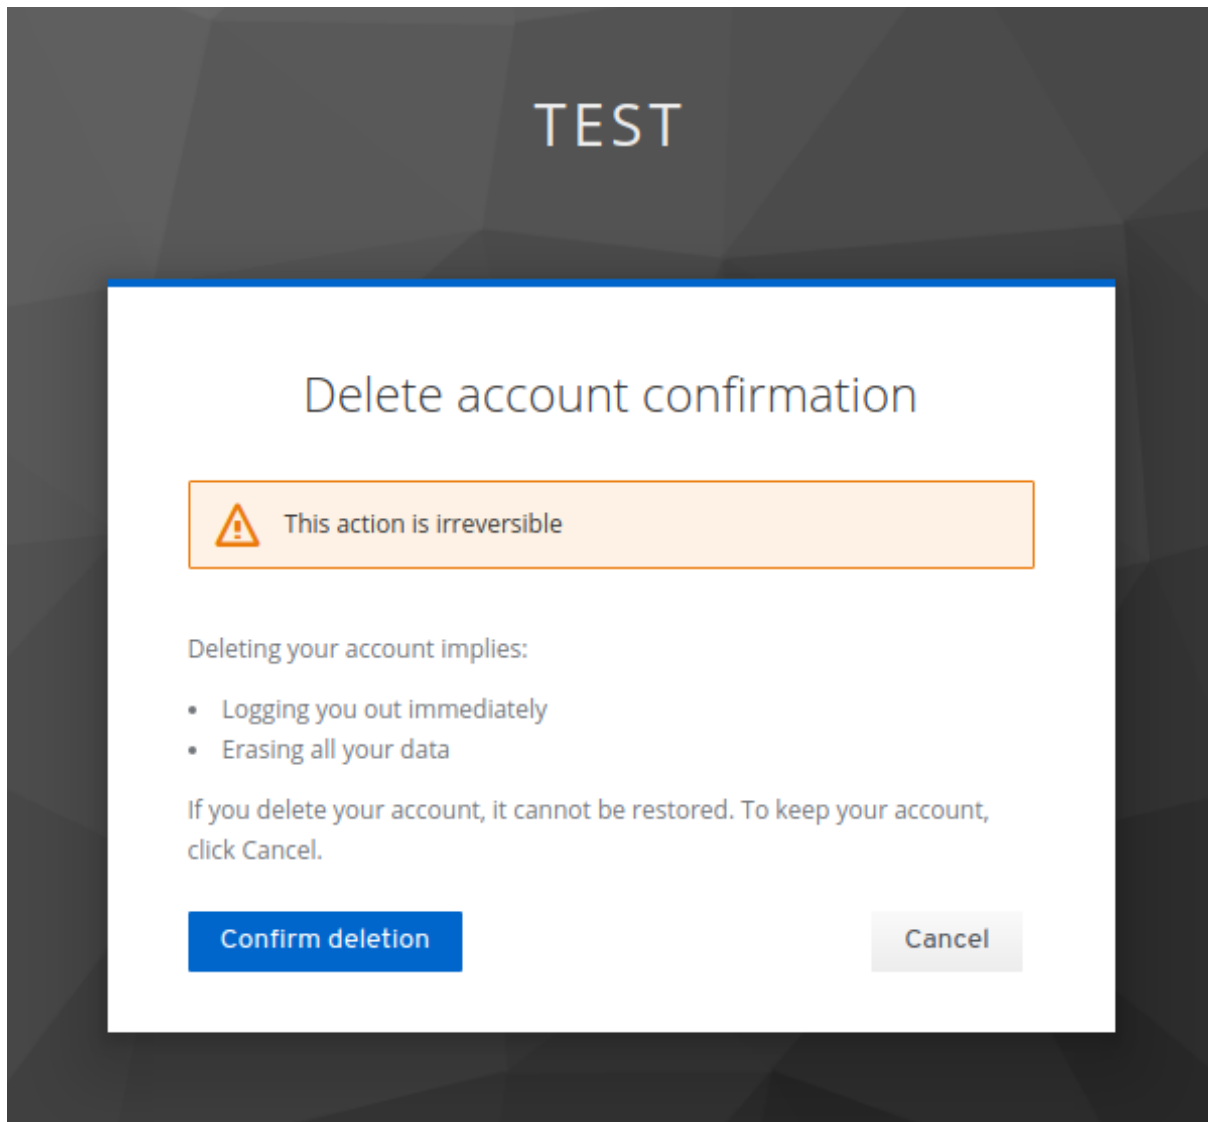 TEST
Delete account confirmation
This action is irreversible
Deleting your account implies:
• Logging you out immediately
• Erasing all your data
If you delete your account, it cannot be restored. To keep your account,
click Cancel.
Confirm deletion
Cancel